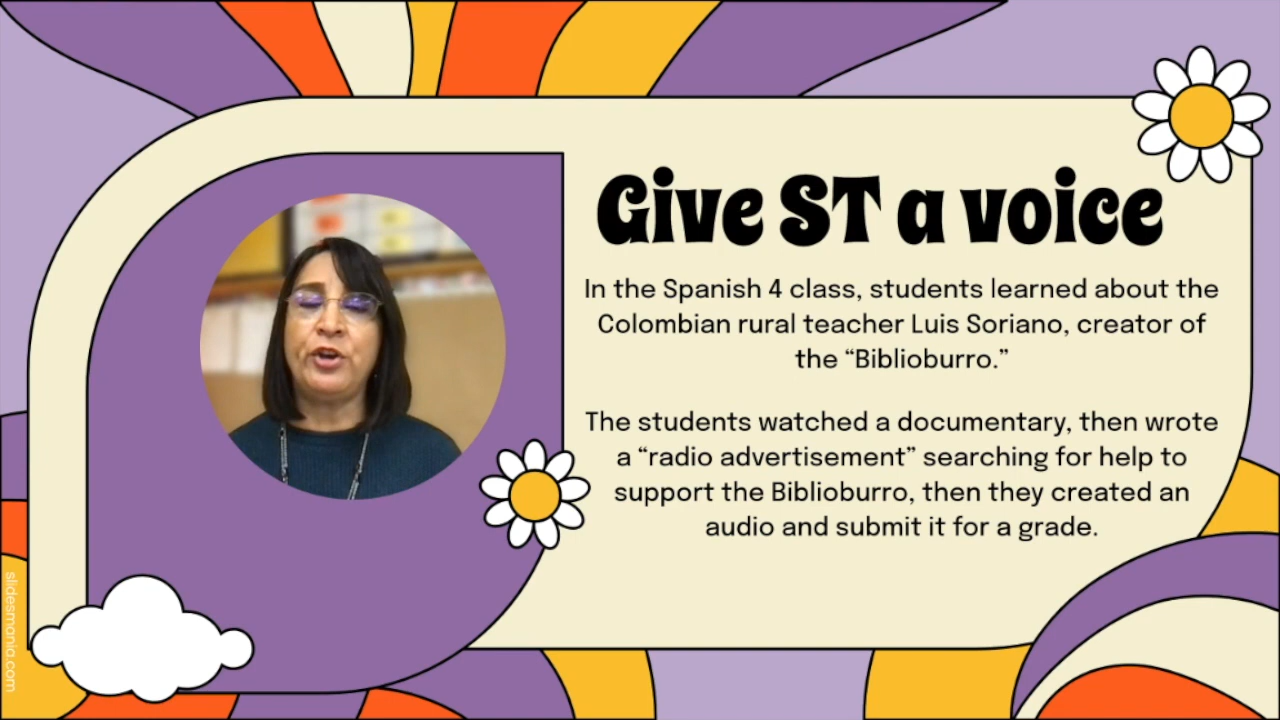 Give ST a voice
In the Spanish 4 class, students learned about the
Colombian rural teacher Luis Soriano, creator of
the “Biblioburro.”
The students watched a documentary, then wrote
a “radio advertisement” searching for help to
support the Biblioburro, then they created an
audio and submit it for a grade.
slidesmania.com